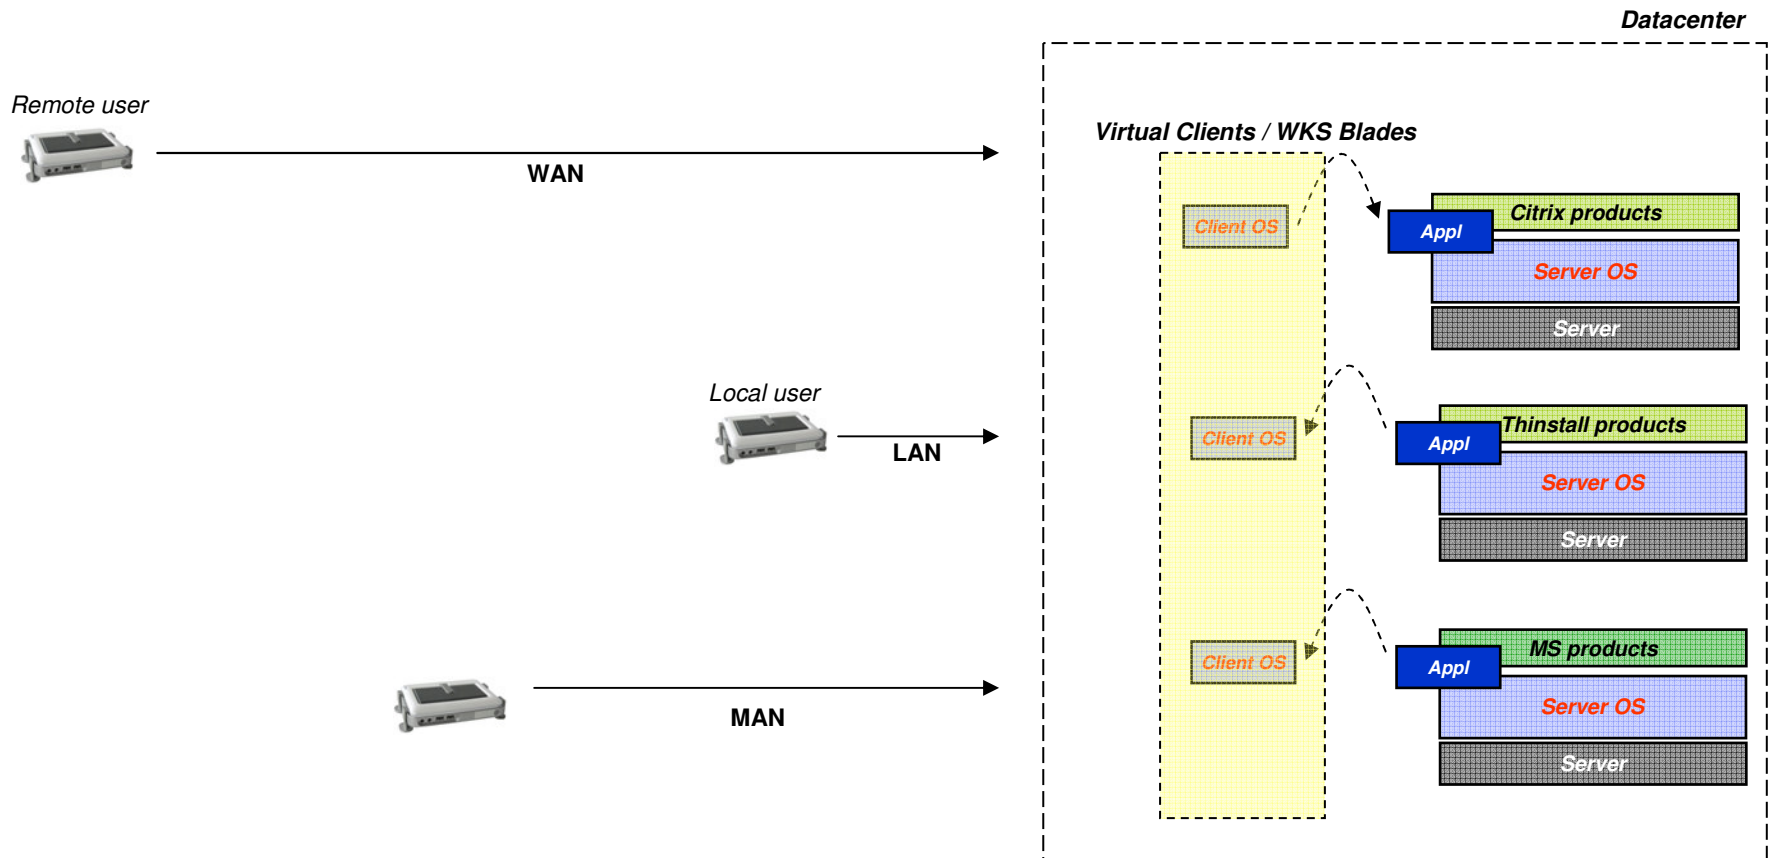 Datacenter
Remote user
Virtual Clients / WKS Blades
WAN
Client OS
Citrix products
Appl
Server OS
Server
Local user
LAN
Client OS
Thinstall products
Appl
Server OS
Server
MAN
Client OS
MS products
Appl
Server OS
Server